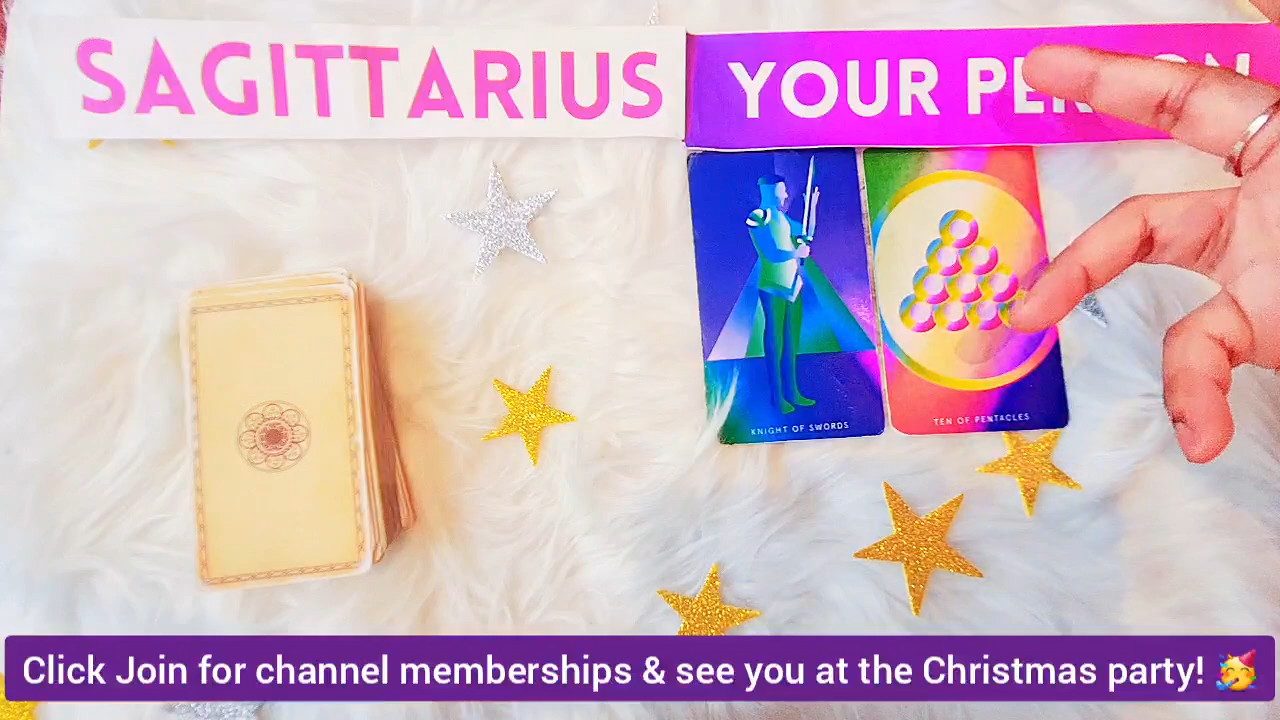 SAGITTARIUS
YOUR PERSON
KNIGHT OF SWORDS
TEN OF PENTACLES
Click Join for channel memberships & see you at the Christmas party! 🥳